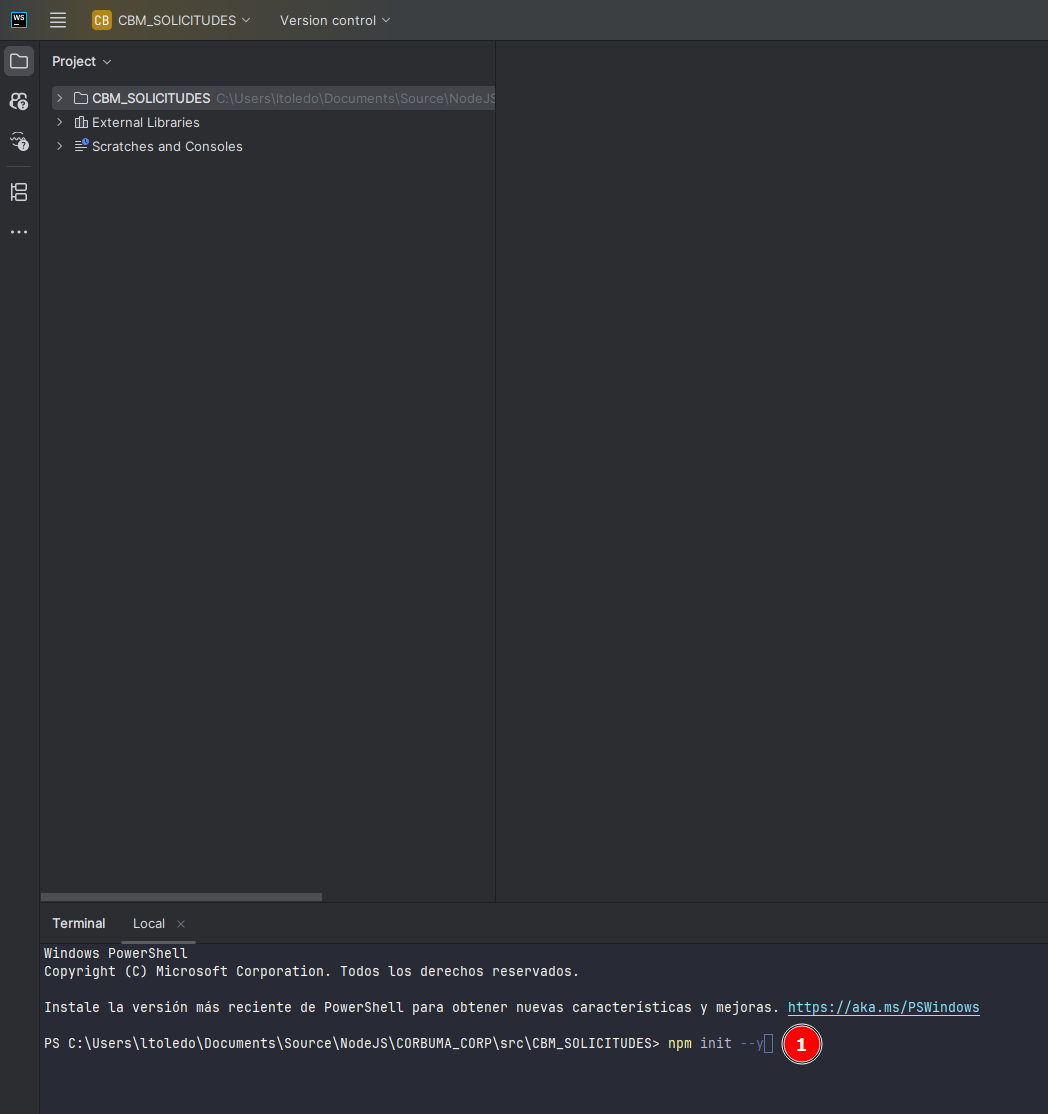 WS
CB CBM_SOLICITUDES Version control
Project
CBM_SOLICITUDES C:\Users\ltoledo\Documents\Source\NodeJS
External Libraries
Scratches and Consoles
Terminal Local
Windows PowerShell
Copyright (C) Microsoft Corporation. Todos los derechos reservados.
Instale la versión más reciente de PowerShell para obtener nuevas características y mejoras. https://aka.ms/PSWindows
PS C:\Users\ltoledo\Documents\Source\NodeJS\CORBUMA_CORP\src\CBM_SOLICITUDES> npm init --y 1